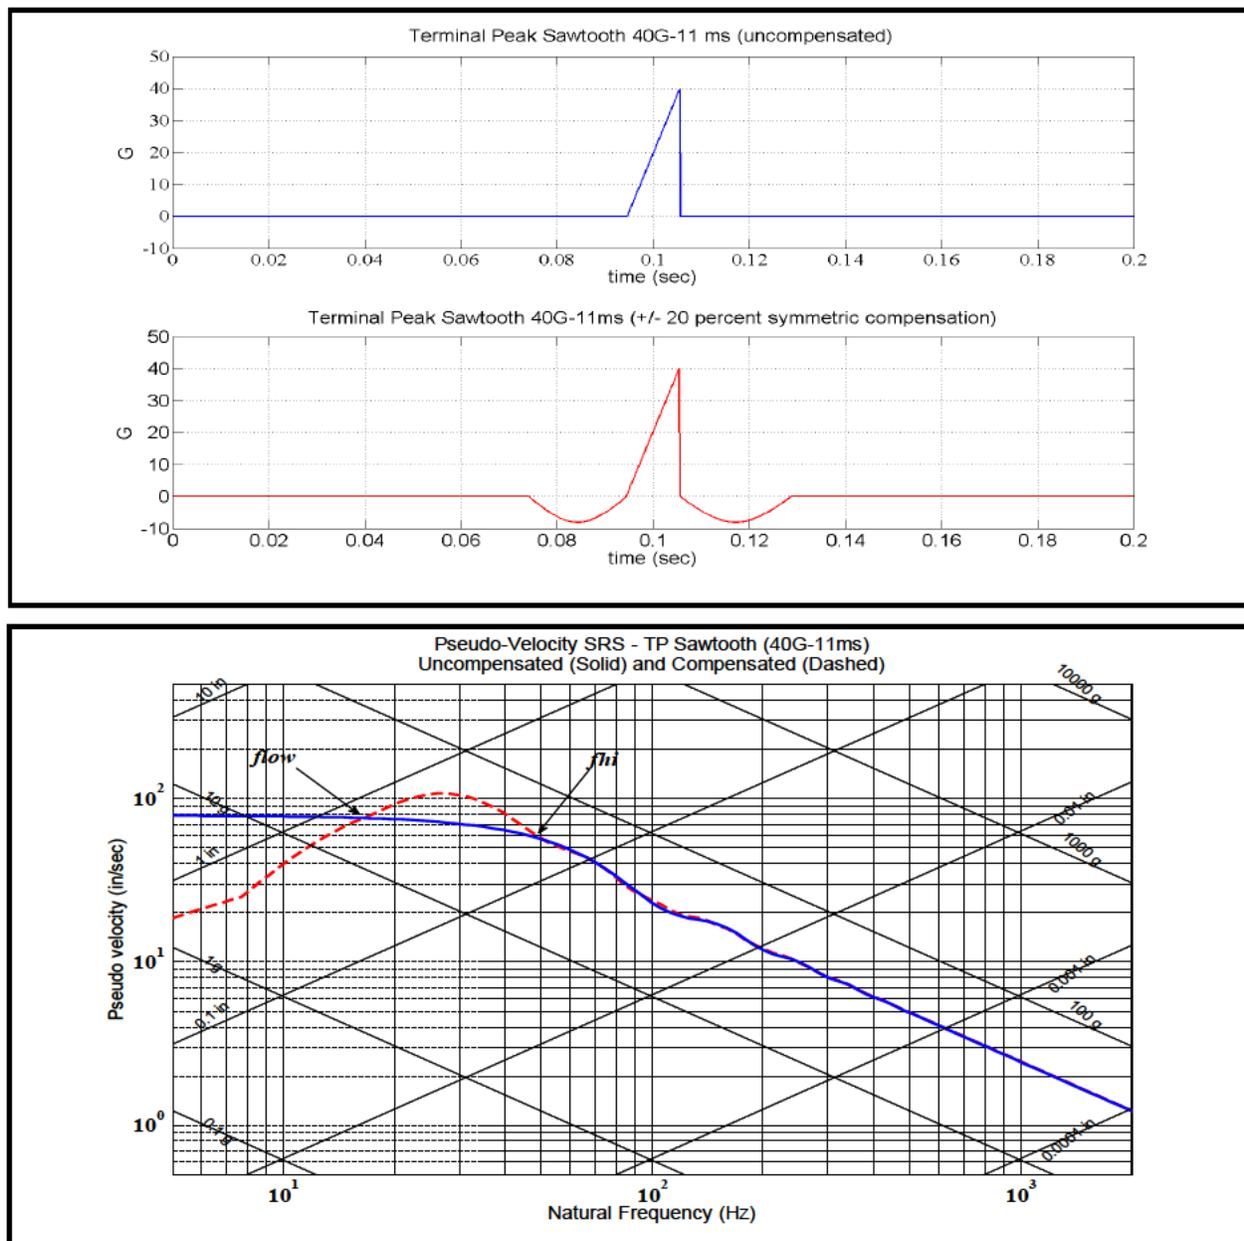 Terminal Peak Sawtooth 40G-11 ms (uncompensated)
50
40
30
20
10
0
-10
G
0 0.02 0.04 0.06 0.08 0.1 0.12 0.14 0.16 0.18 0.2
time (sec)
Terminal Peak Sawtooth 40G-11ms (+/- 20 percent symmetric compensation)
50
40
30
20
10
0
-10
G
0 0.02 0.04 0.06 0.08 0.1 0.12 0.14 0.16 0.18 0.2
time (sec)
Pseudo-Velocity SRS - TP Sawtooth (40G-11ms)
Uncompensated (Solid) and Compensated (Dashed)
10 in
10000 g
flow
fhi
10 g
0.01 in
1 in
1000 g
1g
0.001 in
0.1 in
100 g
0.1 g
0.0001 in
10²
10¹
10⁰
Pseudo velocity (in/sec)
10¹ 10² 10³
Natural Frequency (Hz)